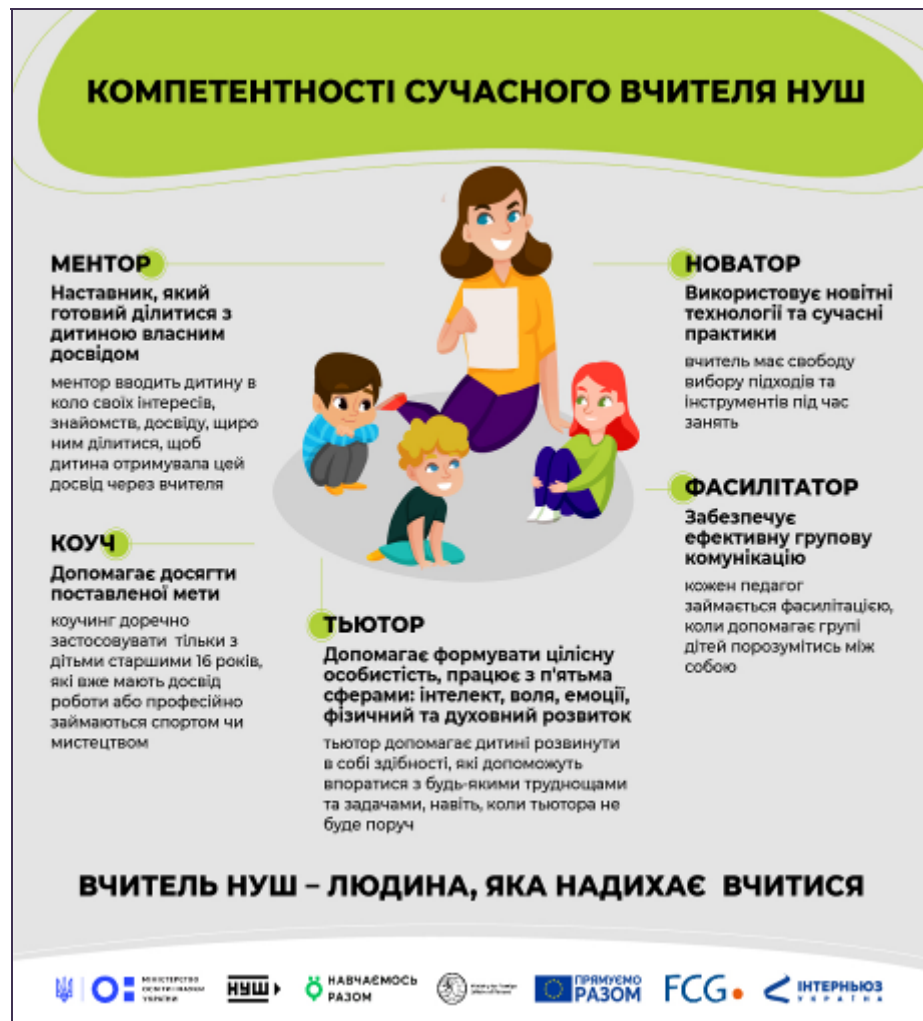 КОМПЕТЕНТНОСТІ СУЧАСНОГО ВЧИТЕЛЯ НУШ
МЕНТОР
Наставник, який
готовий ділитися з
дитиною власним
досвідом
ментор вводить дитину в
коло своїх інтересів,
знайомств, досвіду, щиро
ним ділитися, щоб
дитина отримувала цей
досвід через вчителя
КОУЧ
Допомагає досягти
поставленої мети
коучинг доречно
застосовувати тільки з
дітьми старшими 16 років,
які вже мають досвід
роботи або професійно
займаються спортом чи
мистецтвом
ТЬЮТОР
Допомагає формувати цілісну
особистість, працює з п'ятьма
сферами: інтелект, воля, емоції,
фізичний та духовний розвиток
тьютор допомагає дитині розвинути
в собі здібності, які допоможуть
впоратися з будь-якими труднощами
та задачами, навіть, коли тьютора не
буде поруч
НОВАТОР
Використовує новітні
технології та сучасні
практики
вчитель має свободу
вибору підходів та
інструментів під час
занять
ФАСИЛІТАТОР
Забезпечує
ефективну групову
комунікацію
кожен педагог
займається фасилітацією,
коли допомагає групі
дітей порозумітись між
собою
ВЧИТЕЛЬ НУШ – ЛЮДИНА, ЯКА НАДИХАЄ ВЧИТИСЯ
МІНІСТЕРСТВО
ОСВІТИ І НАУКИ
УКРАЇНИ
НУШ
НАВЧАЄМОСЬ
РАЗОМ
ПРЯМУЄМО
РАЗОМ
FCG
ІНТЕРНЬЮЗ
УКРАЇНА